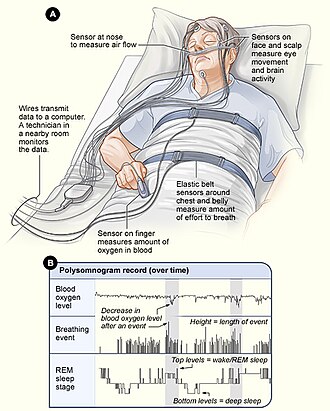 A
Sensor at nose
to measure air flow
Sensors on
face and scalp
measure eye
movement
and brain
activity
Wires transmit
data to a computer.
A technician in
a nearby room
monitors
the data.
Elastic belt
sensors around
chest and belly
measure amount
of effort to breath
Sensor on finger
measures amount of
oxygen in blood
B
Polysomnogram record (over time)
Blood
oxygen
level
Decrease in
blood oxygen level
after an event
Height = length of event
Breathing
event
Top levels = wake/REM sleep
REM
sleep
stage
Bottom levels = deep sleep